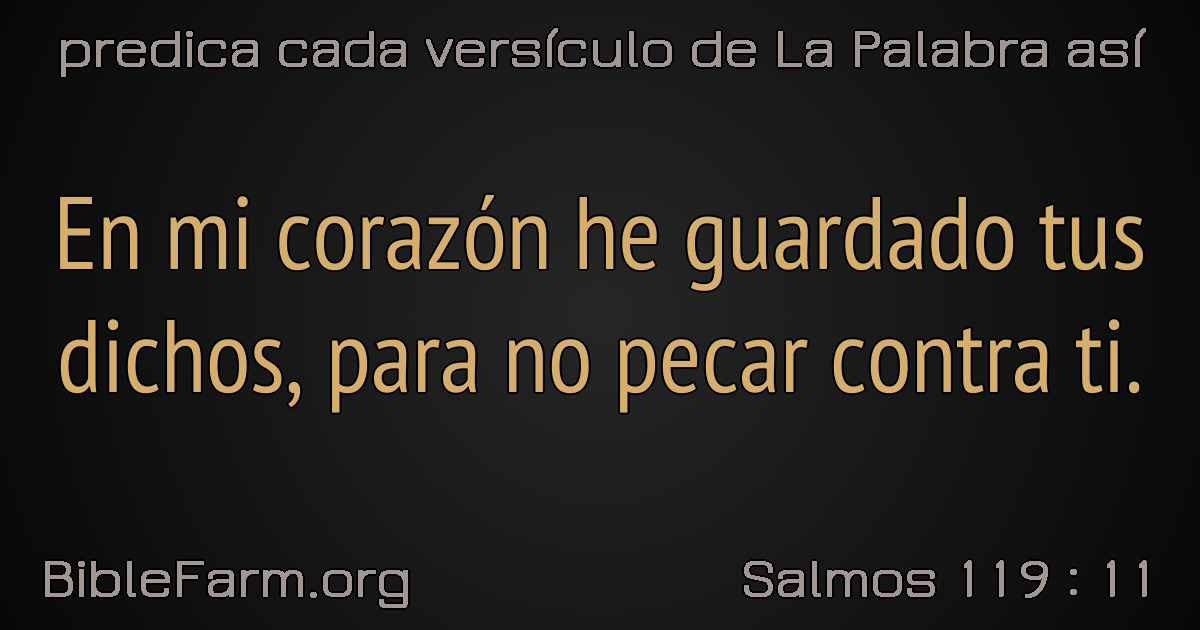 predica cada versículo de La Palabra así
En mi corazón he guardado tus
dichos, para no pecar contra ti.
BibleFarm.org
Salmos 119 : 11